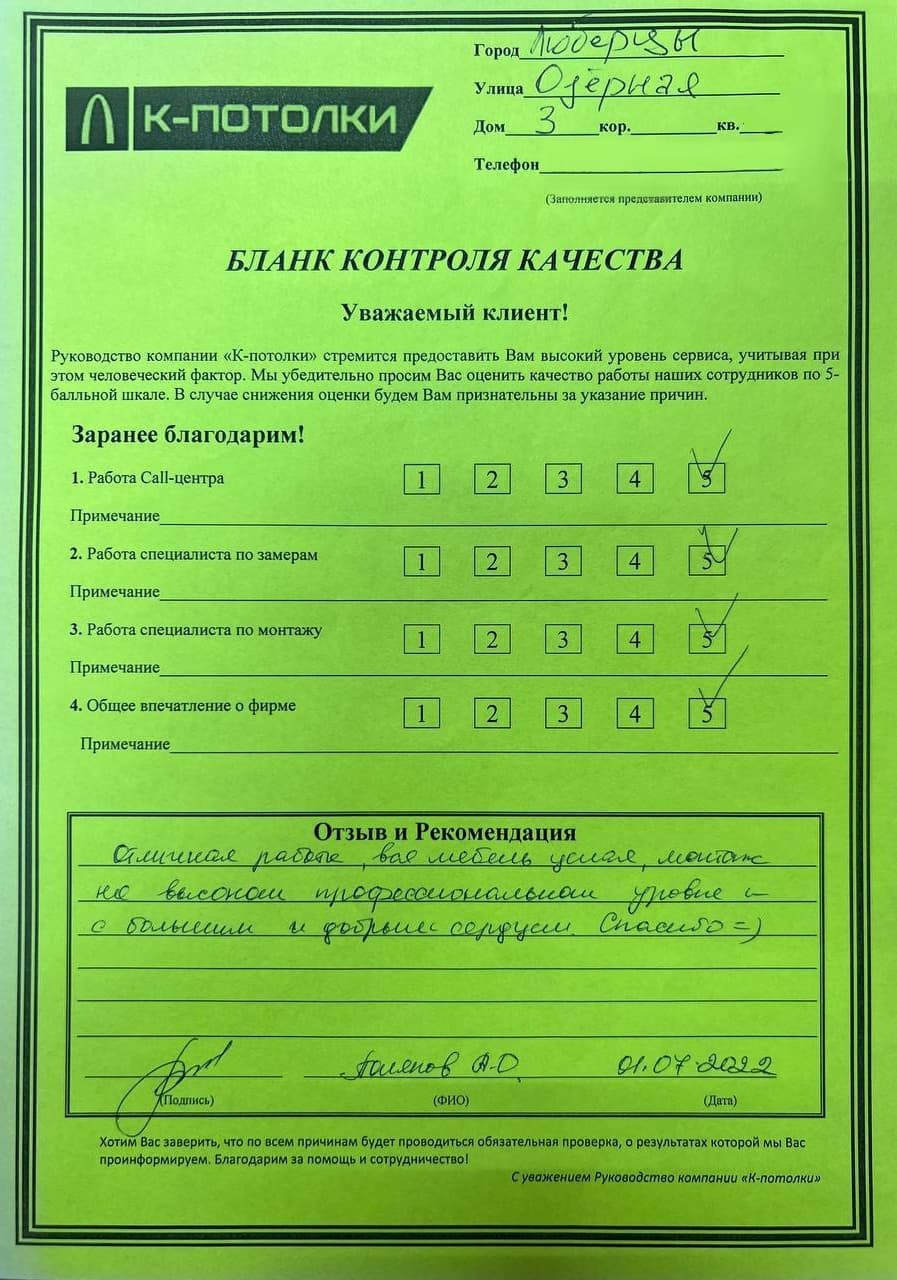 К-ПОТОЛКИ
Город Люберцы
Улица Озёрная
Дом 3 кор. кв.
Телефон
(Заполняется представителем компании)
БЛАНК КОНТРОЛЯ КАЧЕСТВА
Уважаемый клиент!
Руководство компании «К-потолки» стремится предоставить Вам высокий уровень сервиса, учитывая при
этом человеческий фактор. Мы убедительно просим Вас оценить качество работы наших сотрудников по 5-
балльной шкале. В случае снижения оценки будем Вам признательны за указание причин.
Заранее благодарим!
1. Работа Call-центра 1 2 3 4 5
Примечание
2. Работа специалиста по замерам 1 2 3 4 5
Примечание
3. Работа специалиста по монтажу 1 2 3 4 5
Примечание
4. Общее впечатление о фирме 1 2 3 4 5
Примечание
Отзыв и Рекомендация
Отличная работа, вся мебель целая, монтаж
на высоком профессиональном уровне и
с большим и добрым сердцем. Спасибо =)
А.О. 01.07.2022
(Подпись) (ФИО) (Дата)
Хотим Вас заверить, что по всем причинам будет проводиться обязательная проверка, о результатах которой мы Вас
проинформируем. Благодарим за помощь и сотрудничество!
С уважением Руководство компании «К-потолки»